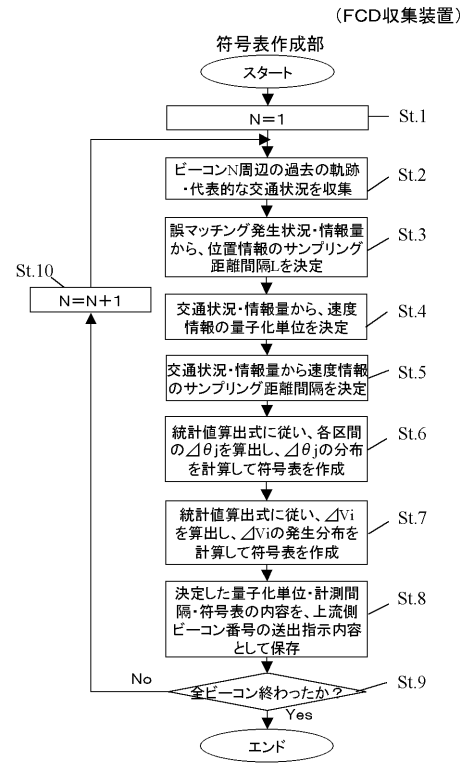 （FCD収集装置）
符号表作成部
スタート
N＝1
St.1
ビーコンN周辺の過去の軌跡
・代表的な交通状況を収集
St.2
誤マッチング発生状況・情報量
から、位置情報のサンプリング
距離間隔Lを決定
St.3
St.10
N＝N＋1
交通状況・情報量から、速度
情報の量子化単位を決定
St.4
交通状況・情報量から速度情報
のサンプリング距離間隔を決定
St.5
統計値算出式に従い、各区間
の⊿θjを算出し、⊿θjの分布
を計算して符号表を作成
St.6
統計値算出式に従い、⊿Vi
を算出し、⊿Viの発生分布を
計算して符号表を作成
St.7
決定した量子化単位・計測間
隔・符号表の内容を、上流側
ビーコン番号の送出指示内容
として保存
St.8
No
全ビーコン終わったか？
St.9
Yes
エンド